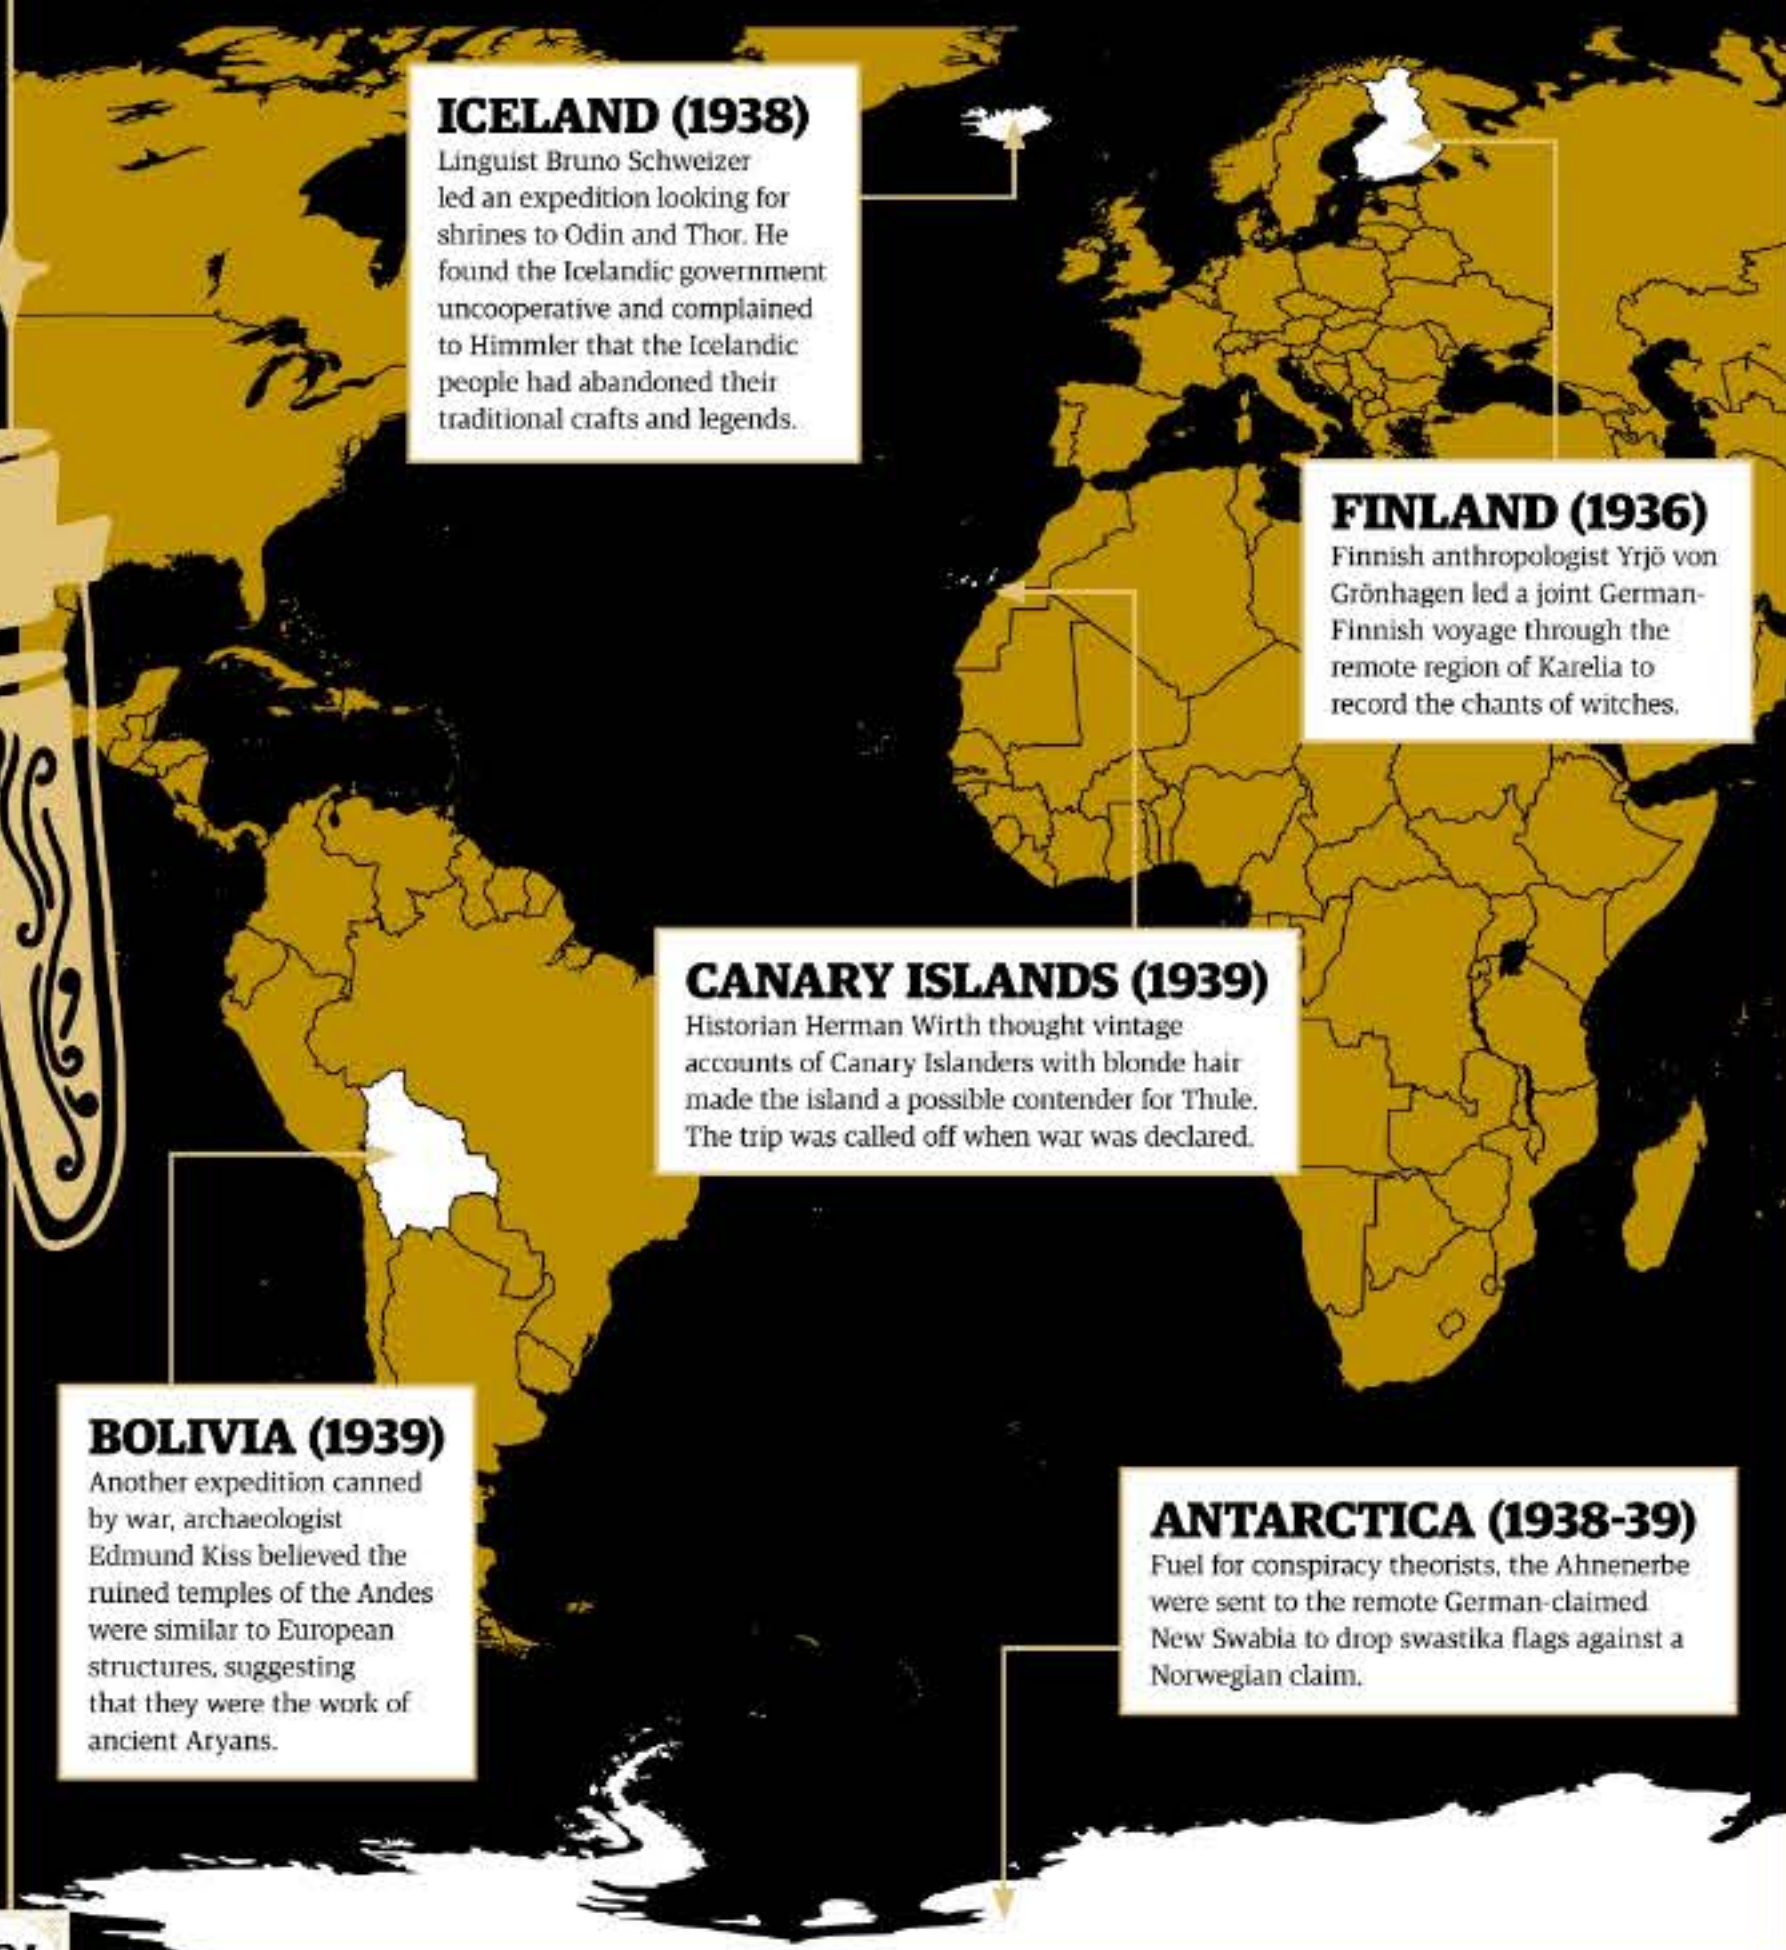 ICELAND (1938)
Linguist Bruno Schweizer
led an expedition looking for
shrines to Odin and Thor. He
found the Icelandic government
uncooperative and complained
to Himmler that the Icelandic
people had abandoned their
traditional crafts and legends.
FINLAND (1936)
Finnish anthropologist Yrjö von
Grönhagen led a joint German-
Finnish voyage through the
remote region of Karelia to
record the chants of witches.
CANARY ISLANDS (1939)
Historian Herman Wirth thought vintage
accounts of Canary Islanders with blonde hair
made the island a possible contender for Thule.
The trip was called off when war was declared.
BOLIVIA (1939)
Another expedition canned
by war, archaeologist
Edmund Kiss believed the
ruined temples of the Andes
were similar to European
structures, suggesting
that they were the work of
ancient Aryans.
ANTARCTICA (1938-39)
Fuel for conspiracy theorists, the Ahnenerbe
were sent to the remote German-claimed
New Swabia to drop swastika flags against a
Norwegian claim.